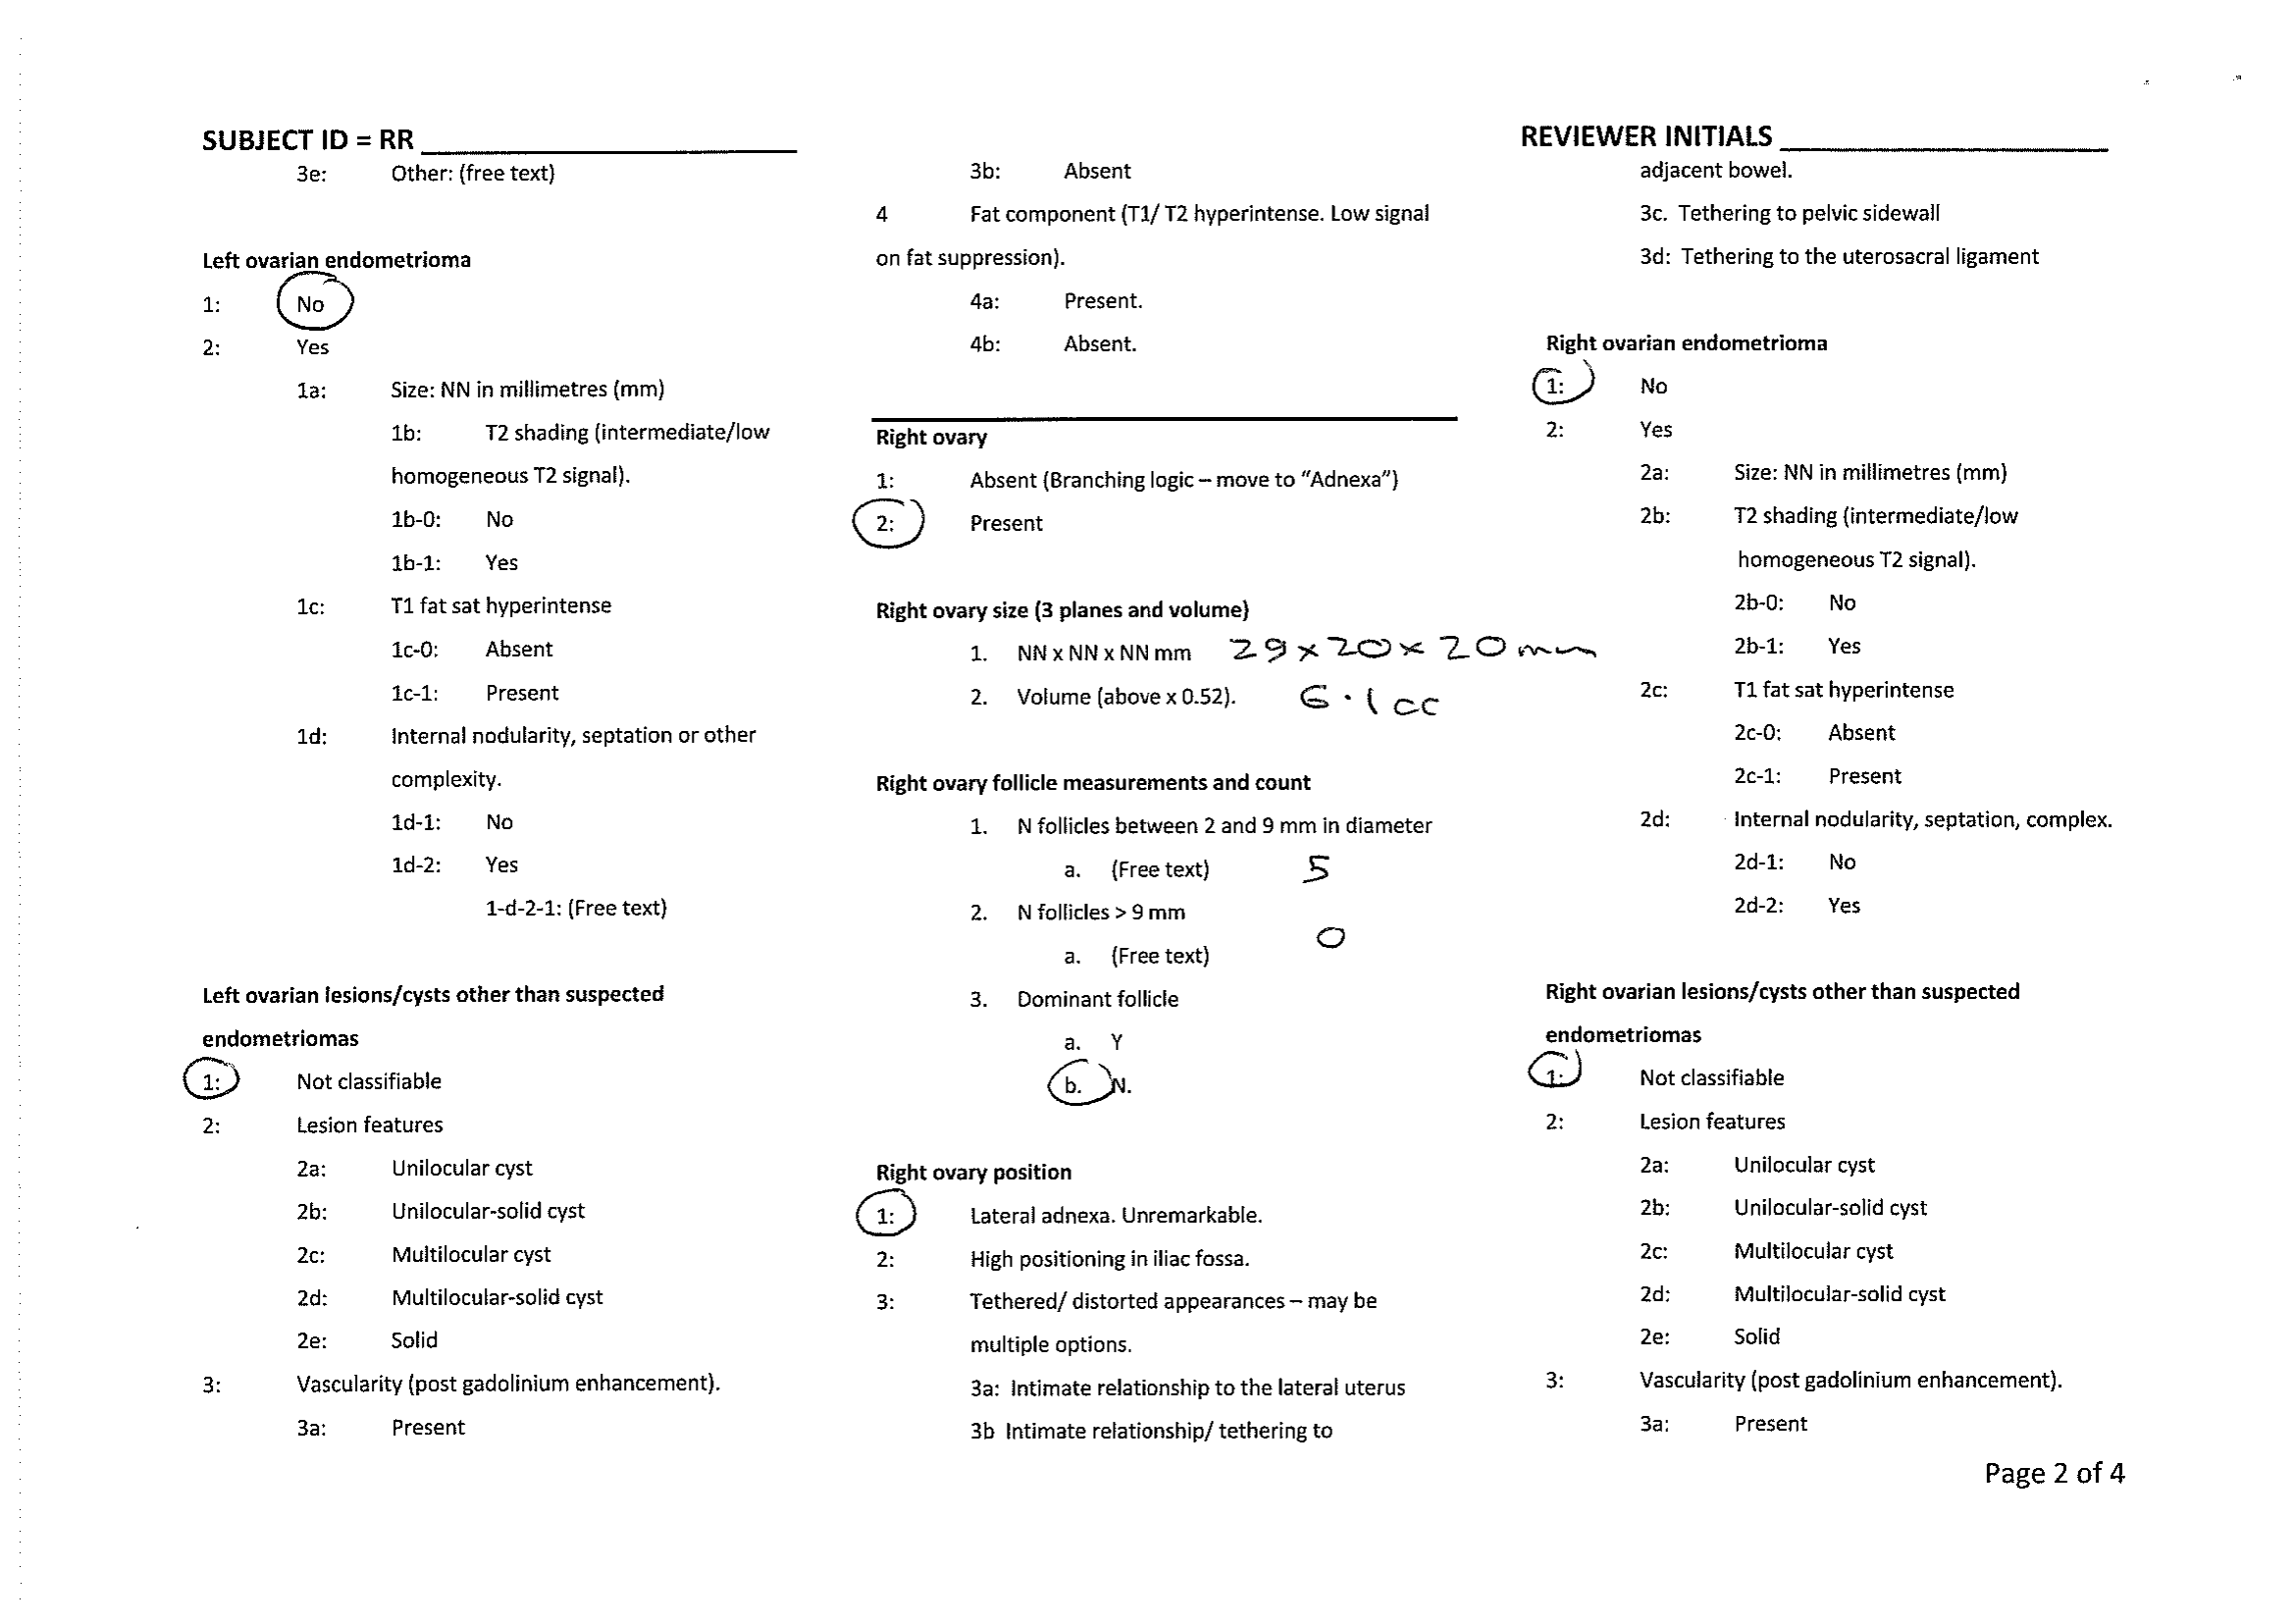 SUBJECT ID = RR
3e: Other: (free text)
Left ovarian endometrioma
1: No
2: Yes
1a: Size: NN in millimetres (mm)
1b: T2 shading (intermediate/low
homogeneous T2 signal).
1b-0: No
1b-1: Yes
1c: T1 fat sat hyperintense
1c-0: Absent
1c-1: Present
1d: Internal nodularity, septation or other
complexity.
1d-1: No
1d-2: Yes
1-d-2-1: (Free text)
Left ovarian lesions/cysts other than suspected
endometriomas
1: Not classifiable
2: Lesion features
2a: Unilocular cyst
2b: Unilocular-solid cyst
2c: Multilocular cyst
2d: Multilocular-solid cyst
2e: Solid
3: Vascularity (post gadolinium enhancement).
3a: Present
3b: Absent
4 Fat component (T1/ T2 hyperintense. Low signal
on fat suppression).
4a: Present.
4b: Absent.
Right ovary
1: Absent (Branching logic – move to “Adnexa”)
2: Present
Right ovary size (3 planes and volume)
1. NN x NN x NN mm 29 x 20 x 20 mm
2. Volume (above x 0.52). 6.1 cc
Right ovary follicle measurements and count
1. N follicles between 2 and 9 mm in diameter
a. (Free text) 5
2. N follicles > 9 mm
0
a. (Free text)
3. Dominant follicle
a. Y
b. N.
Right ovary position
1: Lateral adnexa. Unremarkable.
2: High positioning in iliac fossa.
3: Tethered/ distorted appearances – may be
multiple options.
3a: Intimate relationship to the lateral uterus
3b Intimate relationship/ tethering to
REVIEWER INITIALS
adjacent bowel.
3c. Tethering to pelvic sidewall
3d: Tethering to the uterosacral ligament
Right ovarian endometrioma
1: No
2: Yes
2a: Size: NN in millimetres (mm)
2b: T2 shading (intermediate/low
homogeneous T2 signal).
2b-0: No
2b-1: Yes
2c: T1 fat sat hyperintense
2c-0: Absent
2c-1: Present
2d: Internal nodularity, septation, complex.
2d-1: No
2d-2: Yes
Right ovarian lesions/cysts other than suspected
endometriomas
1: Not classifiable
2: Lesion features
2a: Unilocular cyst
2b: Unilocular-solid cyst
2c: Multilocular cyst
2d: Multilocular-solid cyst
2e: Solid
3: Vascularity (post gadolinium enhancement).
3a: Present
Page 2 of 4